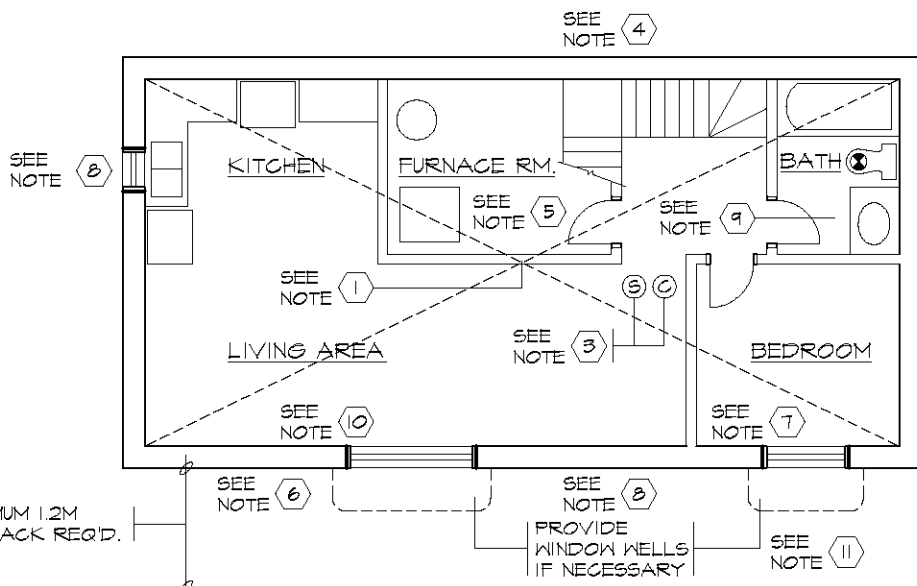 SEE
NOTE 4
SEE
NOTE 8
KITCHEN
FURNACE RM.
BATH
SEE
NOTE 5
SEE
NOTE 9
SEE
NOTE 1
S C
SEE
NOTE 3
LIVING AREA
BEDROOM
SEE
NOTE 10
SEE
NOTE 7
SEE
NOTE 6
SEE
NOTE 8
MUM 1.2M
ACK REQ'D.
PROVIDE
WINDOW WELLS
IF NECESSARY
SEE
NOTE 11